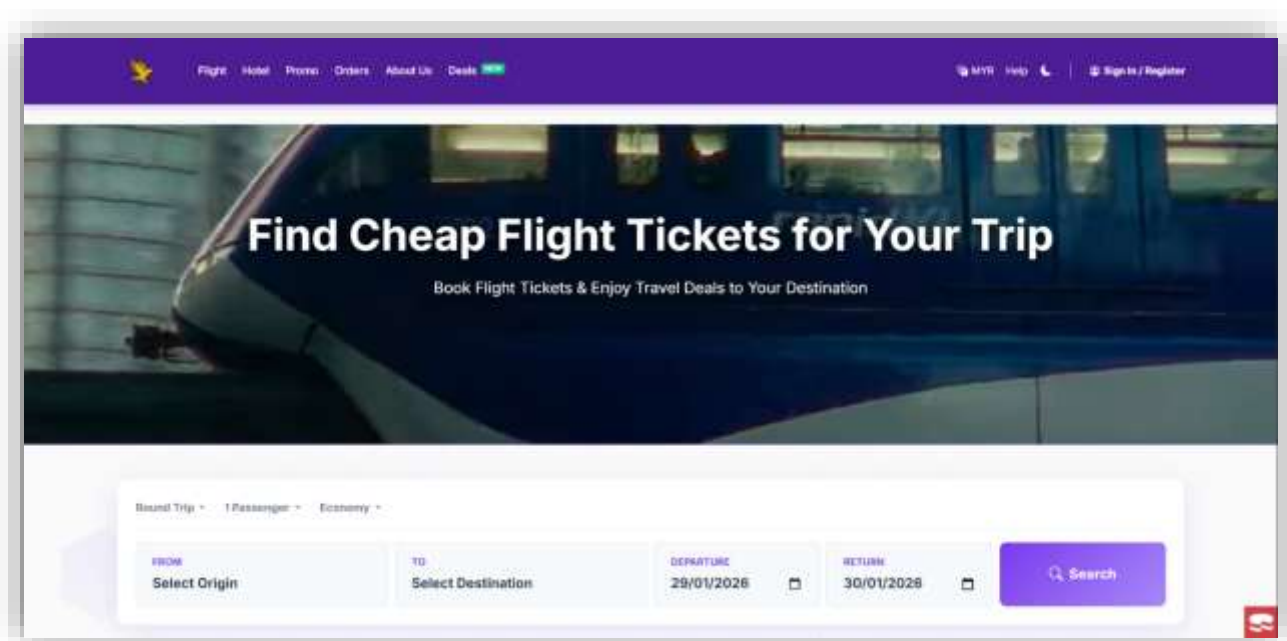 Flight Hotel Promo Orders About Us Deals NEW
MYR Help Sign In / Register
Find Cheap Flight Tickets for Your Trip
Book Flight Tickets & Enjoy Travel Deals to Your Destination
Round Trip 1 Passenger Economy
FROM TO DEPARTURE RETURN
Select Origin Select Destination 29/01/2026 30/01/2026 Search